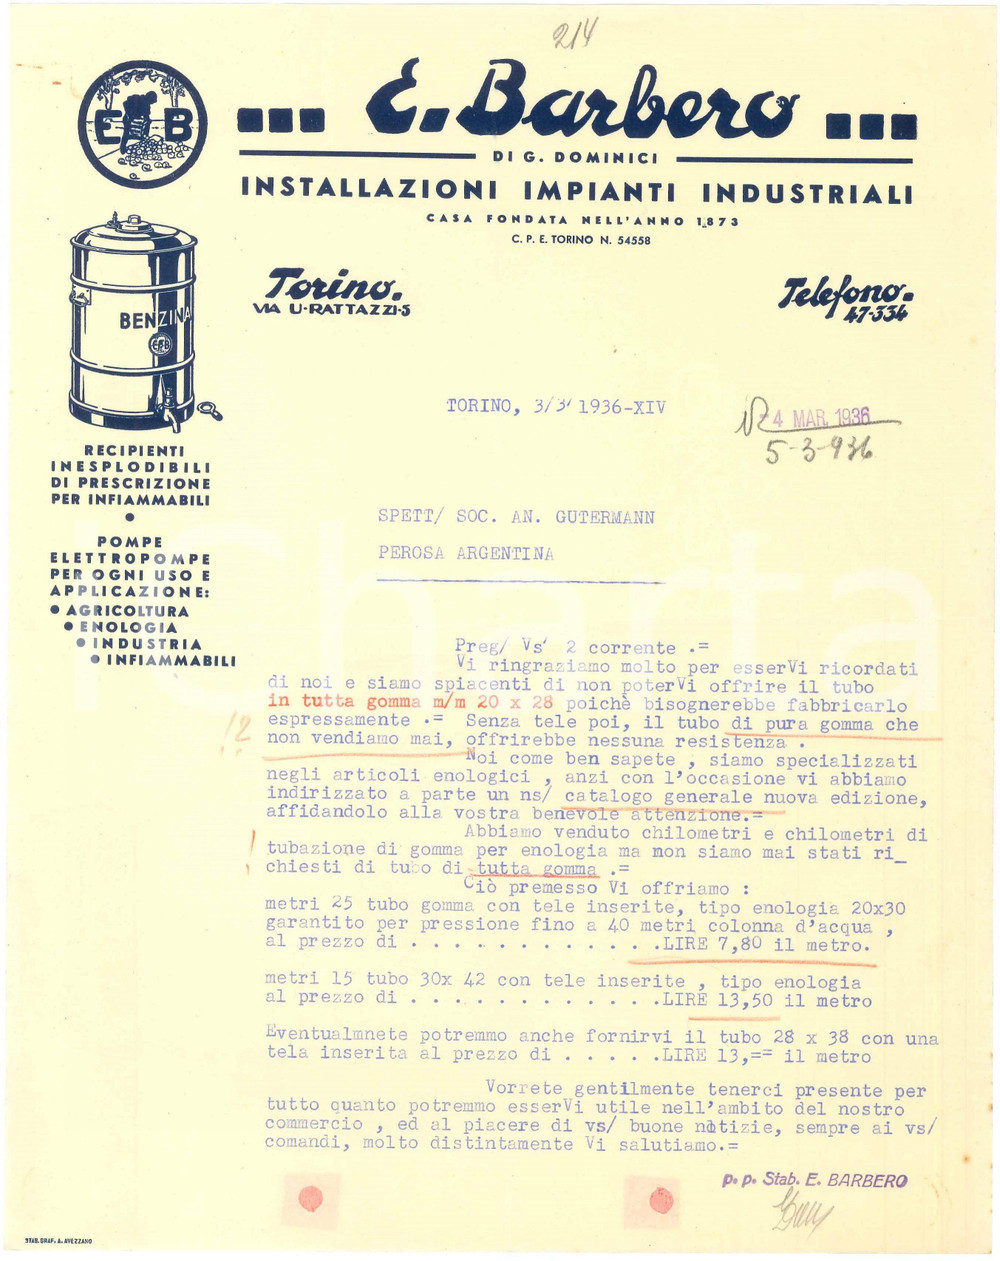 214
E B
E. Barbero
DI G. DOMINICI
INSTALLAZIONI IMPIANTI INDUSTRIALI
CASA FONDATA NELL'ANNO 1873
C. P. E. TORINO N. 54558
Torino.
VIA U-RATTAZZI-5
Telefono.
47-334
BENZINA
EB
RECIPIENTI
INESPLODIBILI
DI PRESCRIZIONE
PER INFIAMMABILI
POMPE
ELETTROPOMPE
PER OGNI USO E
APPLICAZIONE:
• AGRICOLTURA
• ENOLOGIA
• INDUSTRIA
• INFIAMMABILI
TORINO, 3/3/ 1936-XIV
-4 MAR. 1936
5-3-936
SPETT/ SOC. AN. GUTERMANN
PEROSA ARGENTINA
Preg/ Vs/ 2 corrente .=
Vi ringraziamo molto per esserVi ricordati
di noi e siamo spiacenti di non poterVi offrire il tubo
in tutta gomma m/m 20 x 28 poichè bisognerebbe fabbricarlo
espressamente .= Senza tele poi, il tubo di pura gomma che
non vendiamo mai, offrirebbe nessuna resistenza .
Noi come ben sapete , siamo specializzati
negli articoli enologici , anzi con l'occasione vi abbiamo
indirizzato a parte un ns/ catalogo generale nuova edizione,
affidandolo alla vostra benevole attenzione.=
Abbiamo venduto chilometri e chilometri di
tubazione di gomma per enologia ma non siamo mai stati ri_
chiesti di tubo di tutta gomma .=
Ciò premesso Vi offriamo :
metri 25 tubo gomma con tele inserite, tipo enologia 20x30
garantito per pressione fino a 40 metri colonna d'acqua ,
al prezzo di . . . . . . . . . . . . .LIRE 7,80 il metro.
metri 15 tubo 30x 42 con tele inserite , tipo enologia
al prezzo di . . . . . . . . . . . . .LIRE 13,50 il metro
Eventualmnete potremmo anche fornirvi il tubo 28 x 38 con una
tela inserita al prezzo di . . . . .LIRE 13,== il metro
Vorrete gentilmente tenerci presente per
tutto quanto potremmo esserVi utile nell'ambito del nostro
commercio , ed al piacere di vs/ buone notizie, sempre ai vs/
comandi, molto distintamente Vi salutiamo.=
p. p. Stab. E. BARBERO
STAB. GRAF. A. AVEZZANO